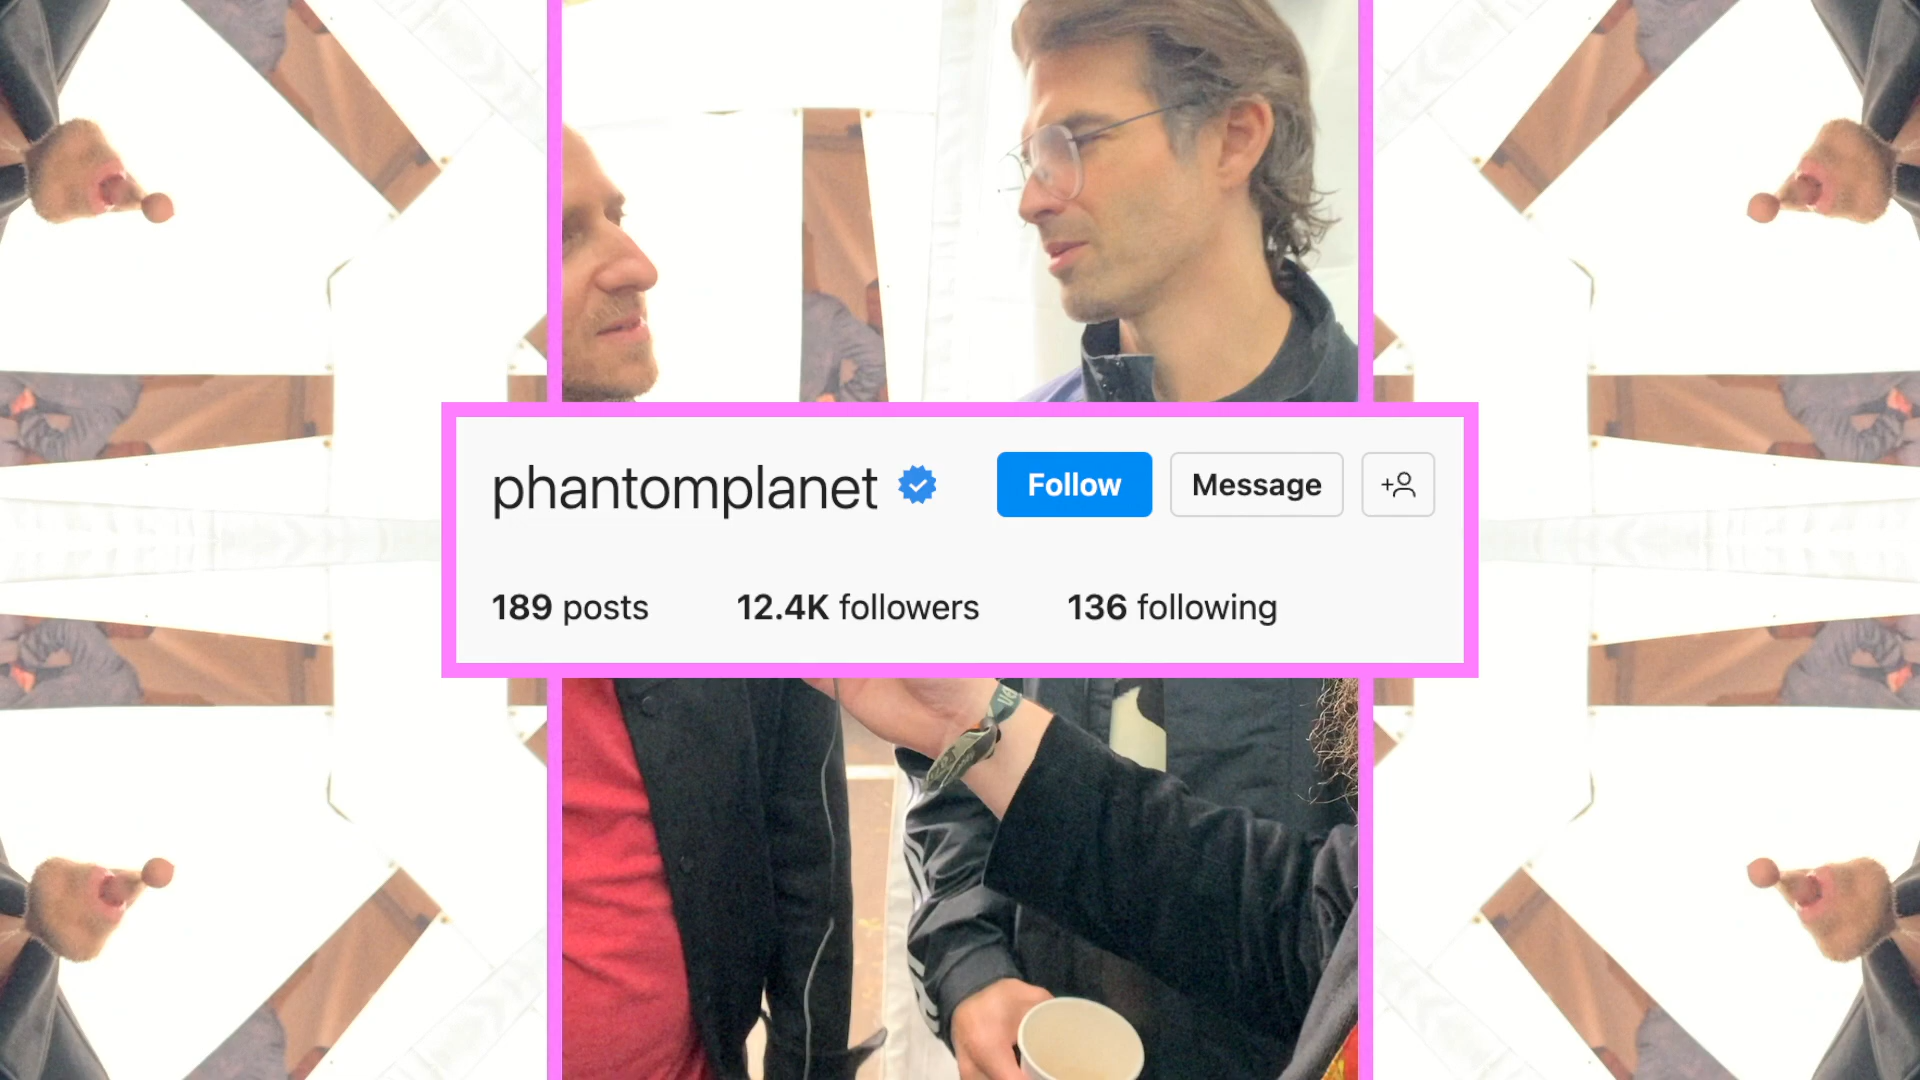 phantomplanet Follow Message
189 posts 12.4K followers 136 following